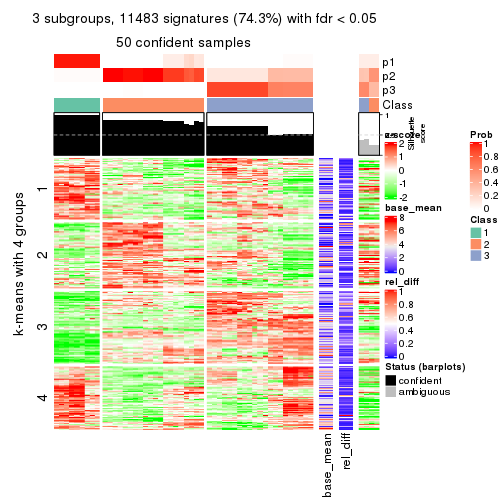 3 subgroups, 11483 signatures (74.3%) with fdr < 0.05
50 confident samples
p1
p2
p3
Class
1
Silhouette
score
k-means with 4 groups
1
2
3
4
base_mean
rel_diff
z-score
2
1
0
-1
-2
base_mean
8
6
4
2
0
rel_diff
1
0.8
0.6
0.4
0.2
0
Status (barplots)
confident
ambiguous
Prob
1
0.8
0.6
0.4
0.2
0
Class
1
2
3